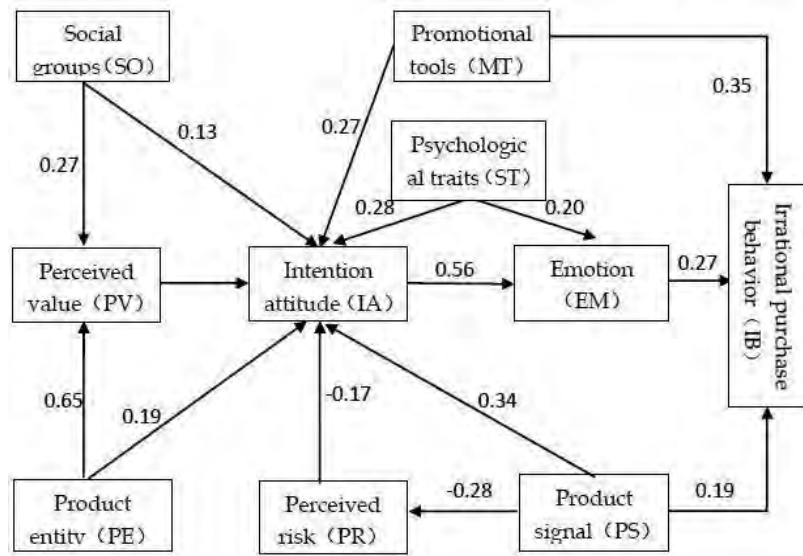 Social
groups(SO)
Promotional
tools（MT）
0.35
0.13
0.27
Psychologic
al traits（ST）
0.27
0.28
0.20
Perceived
value（PV）
Intention
attitude（IA）
0.56
Emotion
（EM）
0.27
Irrational purchase
behavior（IB）
0.65
0.19
-0.17
0.34
Product
entity（PE）
Perceived
risk（PR）
-0.28
Product
signal（PS）
0.19